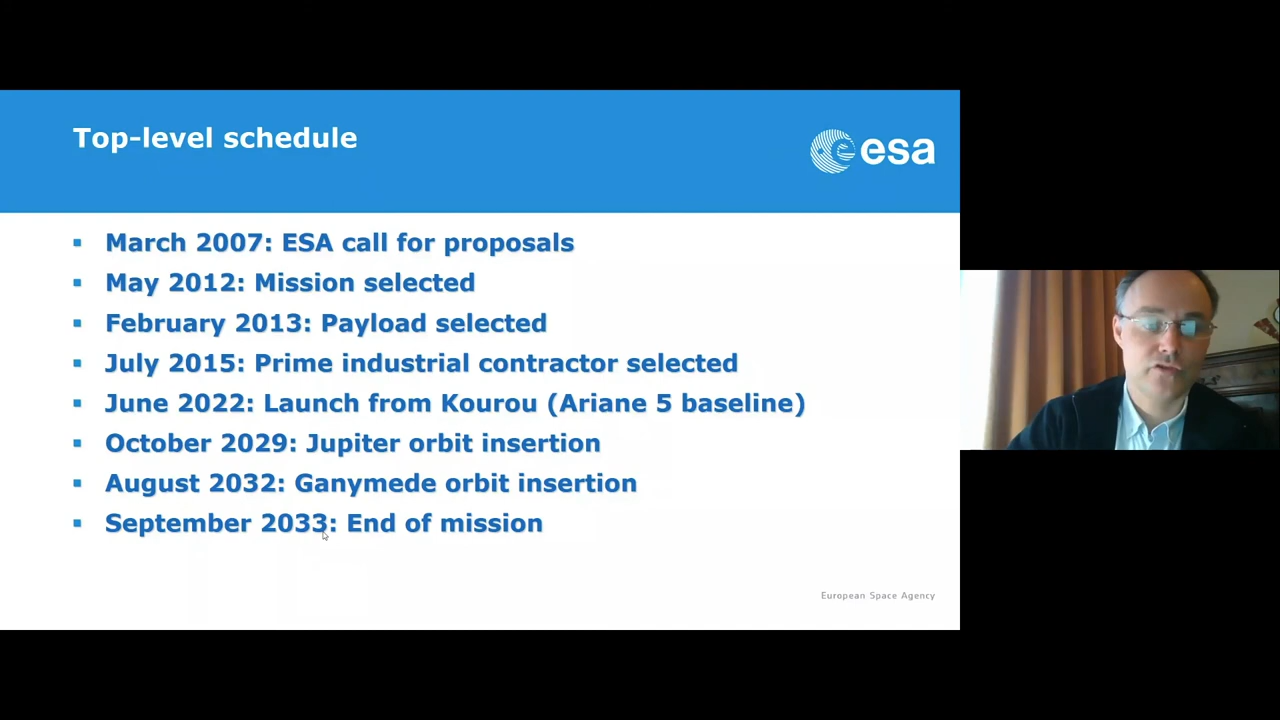 Top-level schedule
esa
March 2007: ESA call for proposals
May 2012: Mission selected
February 2013: Payload selected
July 2015: Prime industrial contractor selected
June 2022: Launch from Kourou (Ariane 5 baseline)
October 2029: Jupiter orbit insertion
August 2032: Ganymede orbit insertion
September 2033: End of mission
European Space Agency